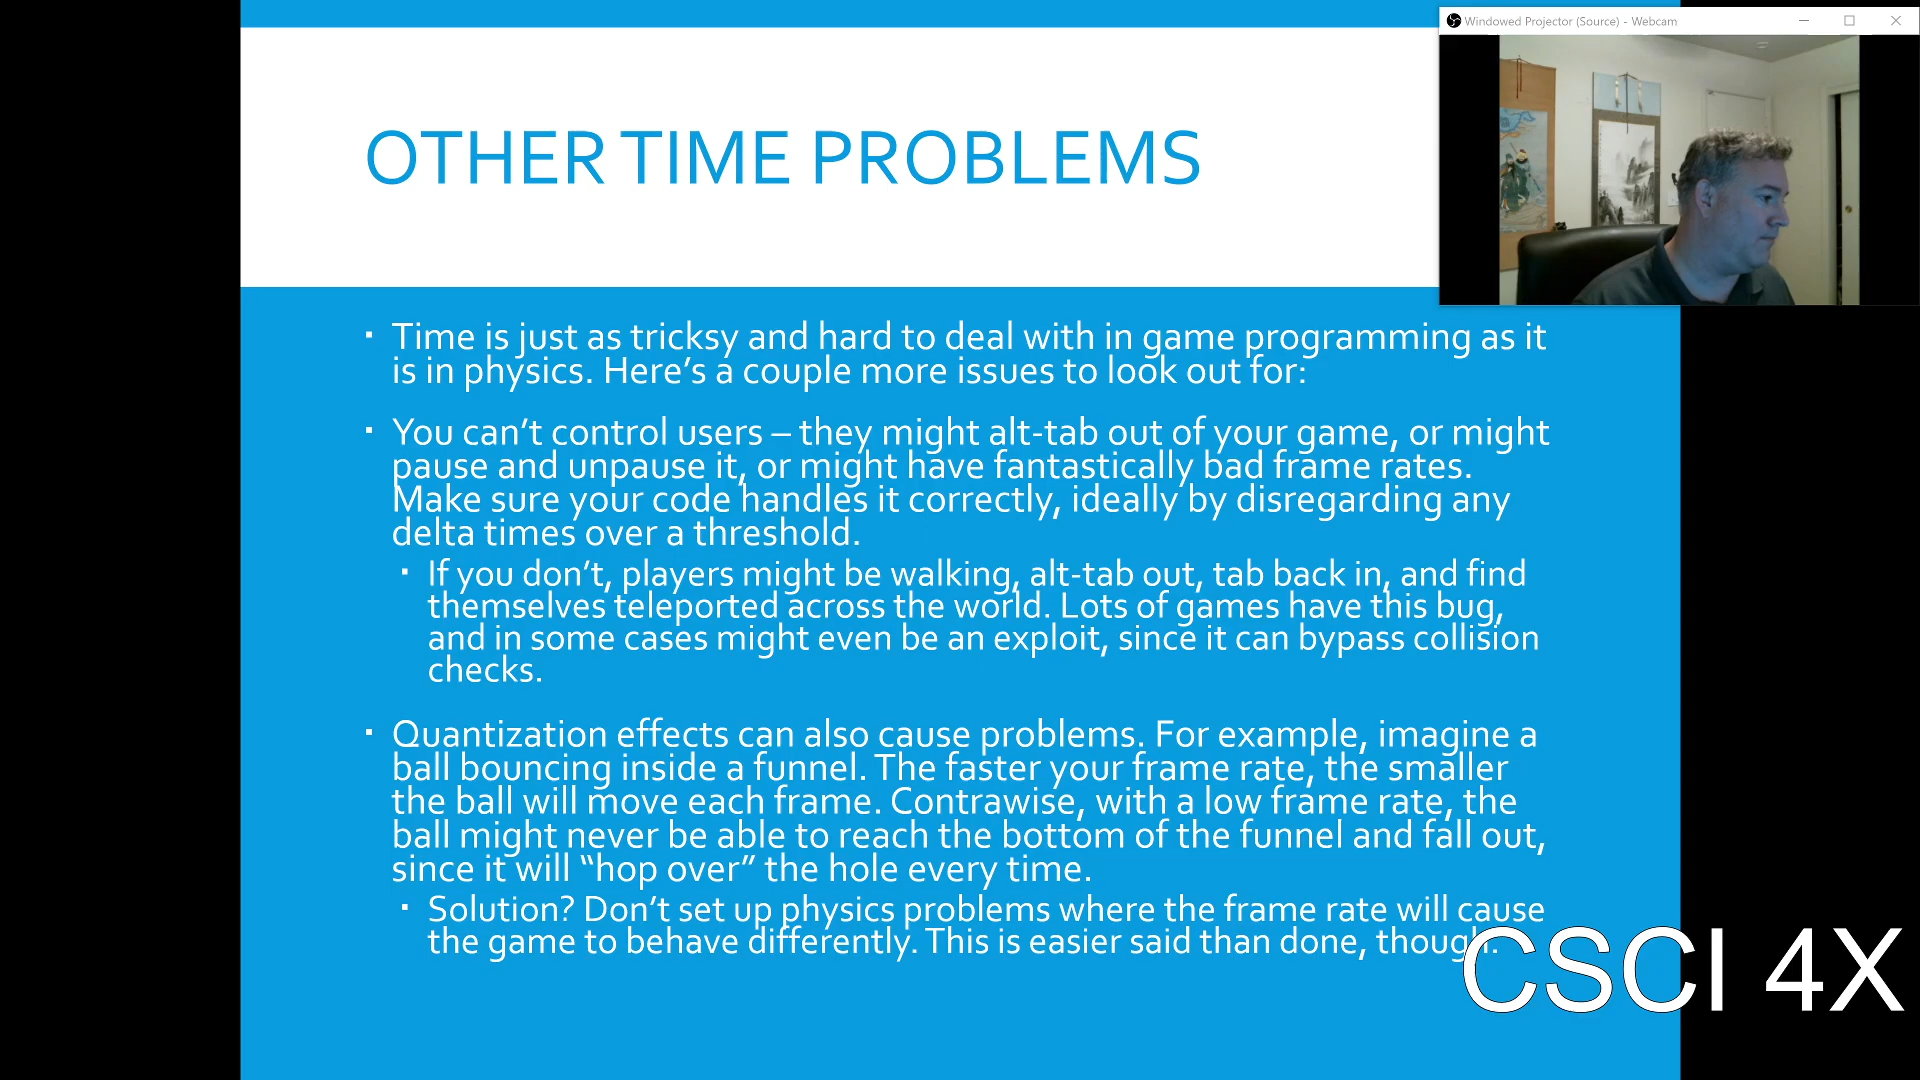 Windowed Projector (Source) - Webcam
OTHER TIME PROBLEMS
▪ Time is just as tricksy and hard to deal with in game programming as it
is in physics. Here’s a couple more issues to look out for:
▪ You can’t control users – they might alt-tab out of your game, or might
pause and unpause it, or might have fantastically bad frame rates.
Make sure your code handles it correctly, ideally by disregarding any
delta times over a threshold.
▪ If you don’t, players might be walking, alt-tab out, tab back in, and find
themselves teleported across the world. Lots of games have this bug,
and in some cases might even be an exploit, since it can bypass collision
checks.
▪ Quantization effects can also cause problems. For example, imagine a
ball bouncing inside a funnel. The faster your frame rate, the smaller
the ball will move each frame. Contrawise, with a low frame rate, the
ball might never be able to reach the bottom of the funnel and fall out,
since it will “hop over” the hole every time.
▪ Solution? Don’t set up physics problems where the frame rate will cause
the game to behave differently. This is easier said than done, though.
CSCI 4X